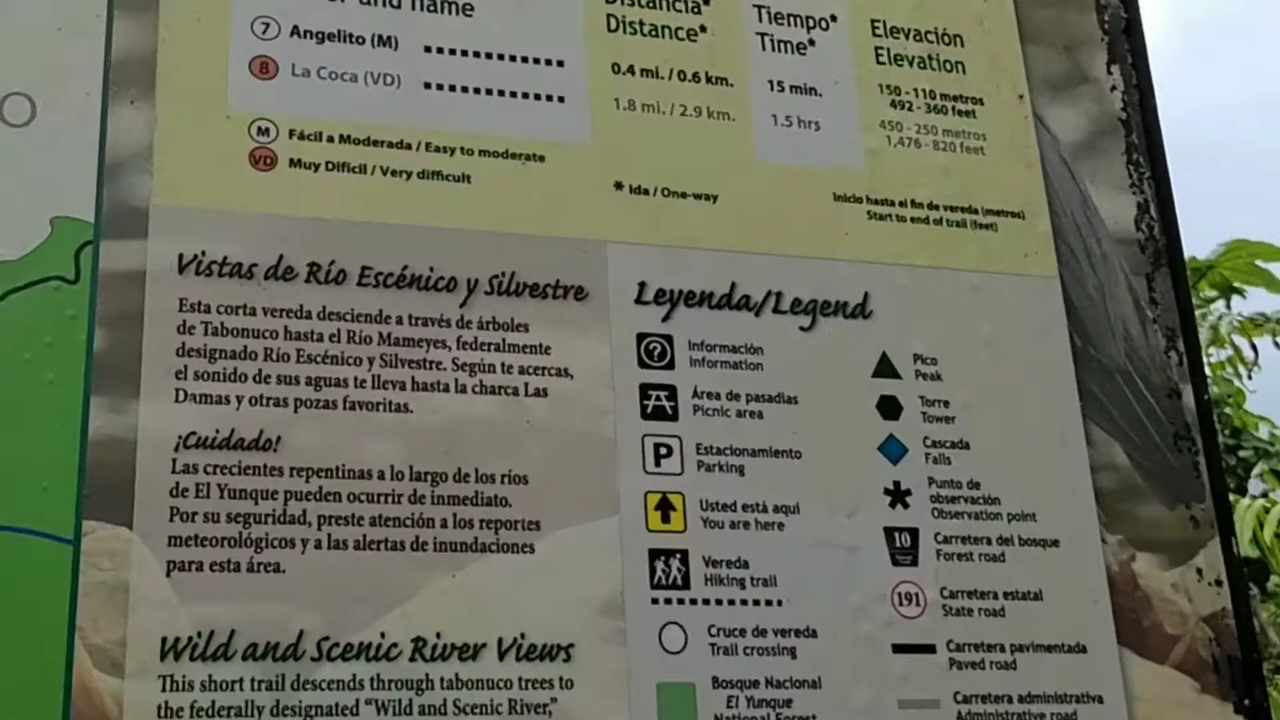 and name
Distancia*
Distance*
Tiempo*
Time*
Elevación
Elevation
7 Angelito (M)
0.4 mi. / 0.6 km.
15 min.
150 - 110 metros
492 - 360 feet
8 La Coca (VD)
1.8 mi. / 2.9 km.
1.5 hrs
450 - 250 metros
1,476 - 820 feet
M Fácil a Moderada / Easy to moderate
VD Muy Difícil / Very difficult
* Ida / One-way
Inicio hasta el fin de vereda (metros)
Start to end of trail (feet)
O
Vistas de Río Escénico y Silvestre
Esta corta vereda desciende a través de árboles
de Tabonuco hasta el Río Mameyes, federalmente
designado Río Escénico y Silvestre. Según te acercas,
el sonido de sus aguas te lleva hasta la charca Las
Damas y otras pozas favoritas.
¡Cuidado!
Las crecientes repentinas a lo largo de los ríos
de El Yunque pueden ocurrir de inmediato.
Por su seguridad, preste atención a los reportes
meteorológicos y a las alertas de inundaciones
para esta área.
Wild and Scenic River Views
This short trail descends through tabonuco trees to
the federally designated “Wild and Scenic River,”
Leyenda/Legend
? Información
Information
Área de pasadías
Picnic area
P Estacionamiento
Parking
Usted está aquí
You are here
Vereda
Hiking trail
Cruce de vereda
Trail crossing
Bosque Nacional
El Yunque
National Forest
Pico
Peak
Torre
Tower
Cascada
Falls
Punto de
observación
Observation point
10 Carretera del bosque
Forest road
191 Carretera estatal
State road
Carretera pavimentada
Paved road
Carretera administrativa
Administrative road